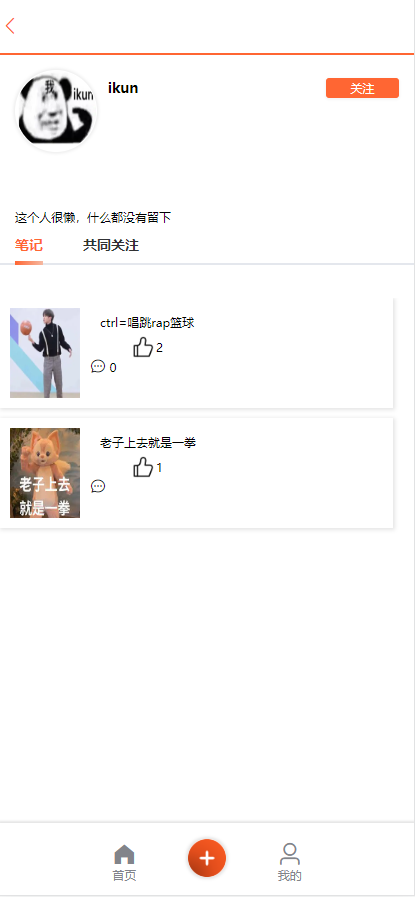 我
ikun
ikun
关注
这个人很懒，什么都没有留下
笔记 共同关注
ctrl=唱跳rap篮球
2
0
老子上去就是一拳
1
老子上去
就是一拳
首页 我的